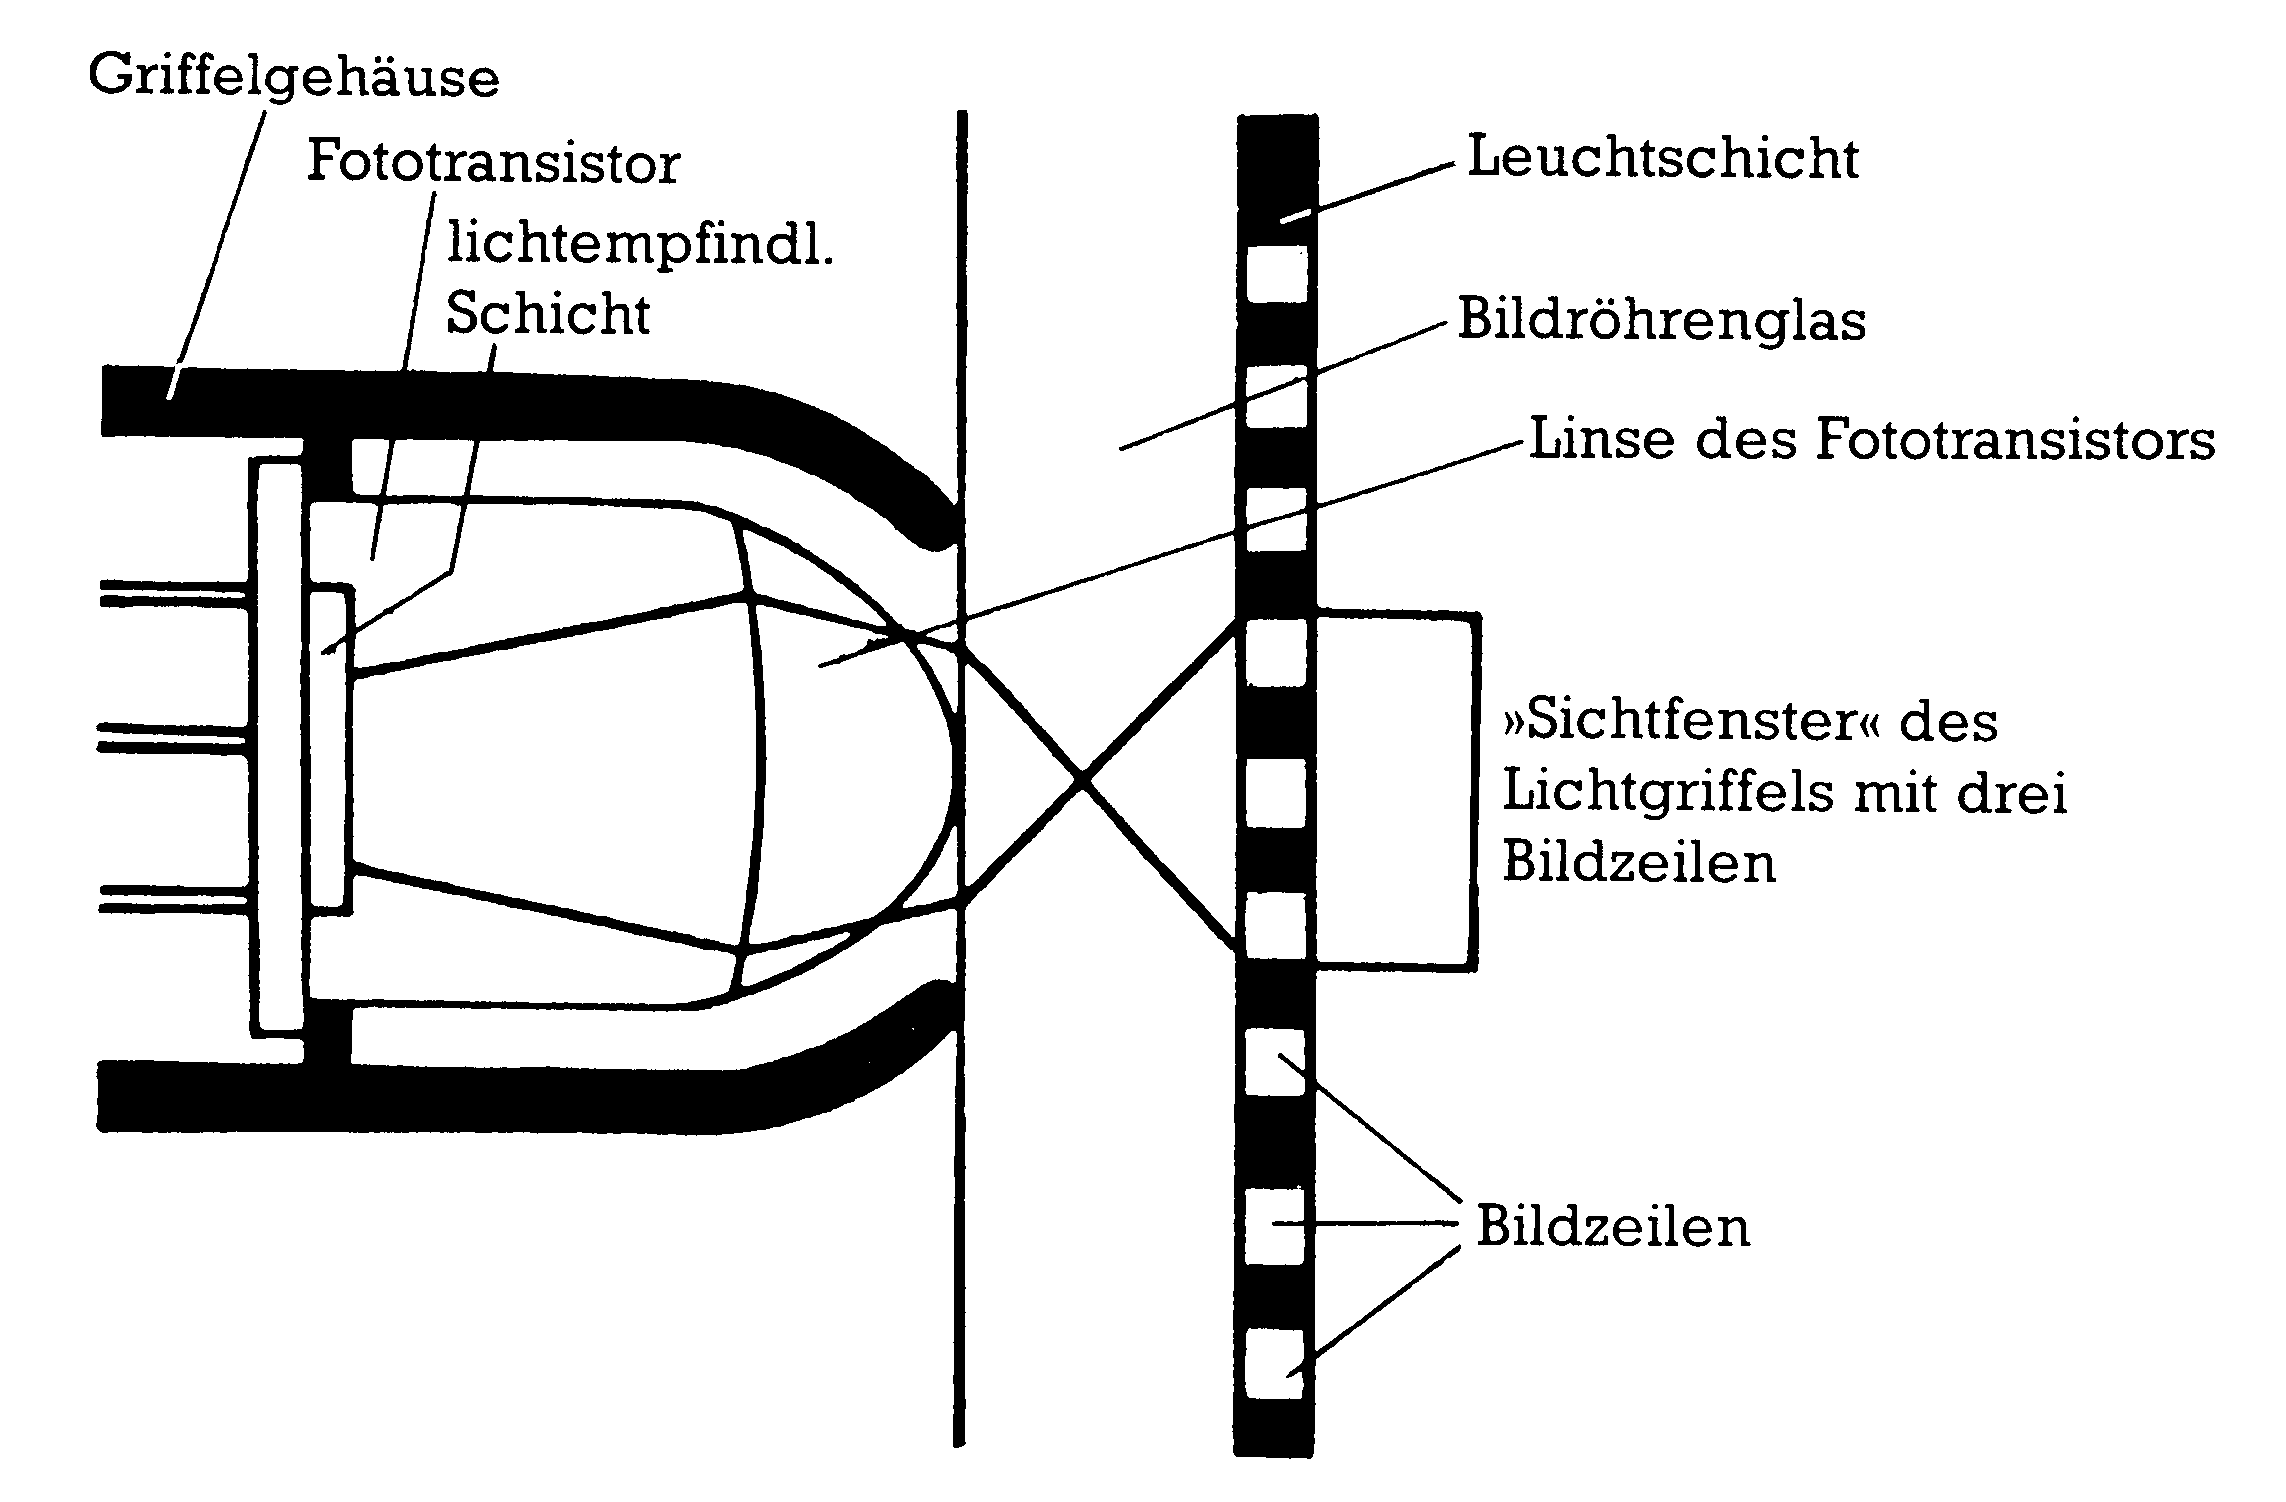 Griffelgehäuse
Fototransistor
lichtempfindl.
Schicht
Leuchtschicht
Bildröhrenglas
Linse des Fototransistors
»Sichtfenster« des
Lichtgriffels mit drei
Bildzeilen
Bildzeilen